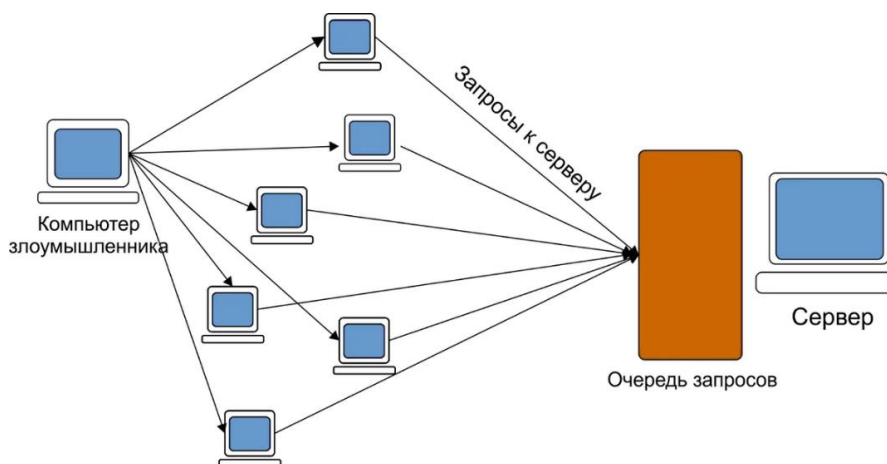 Запросы к серверу
Компьютер
злоумышленника
Сервер
Очередь запросов